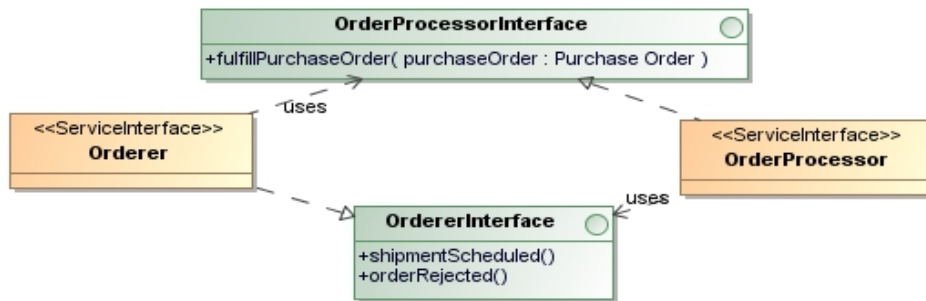 OrderProcessorInterface
+fulfillPurchaseOrder( purchaseOrder : Purchase Order )
uses
<<ServiceInterface>>
Orderer
<<ServiceInterface>>
OrderProcessor
uses
OrdererInterface
+shipmentScheduled()
+orderRejected()